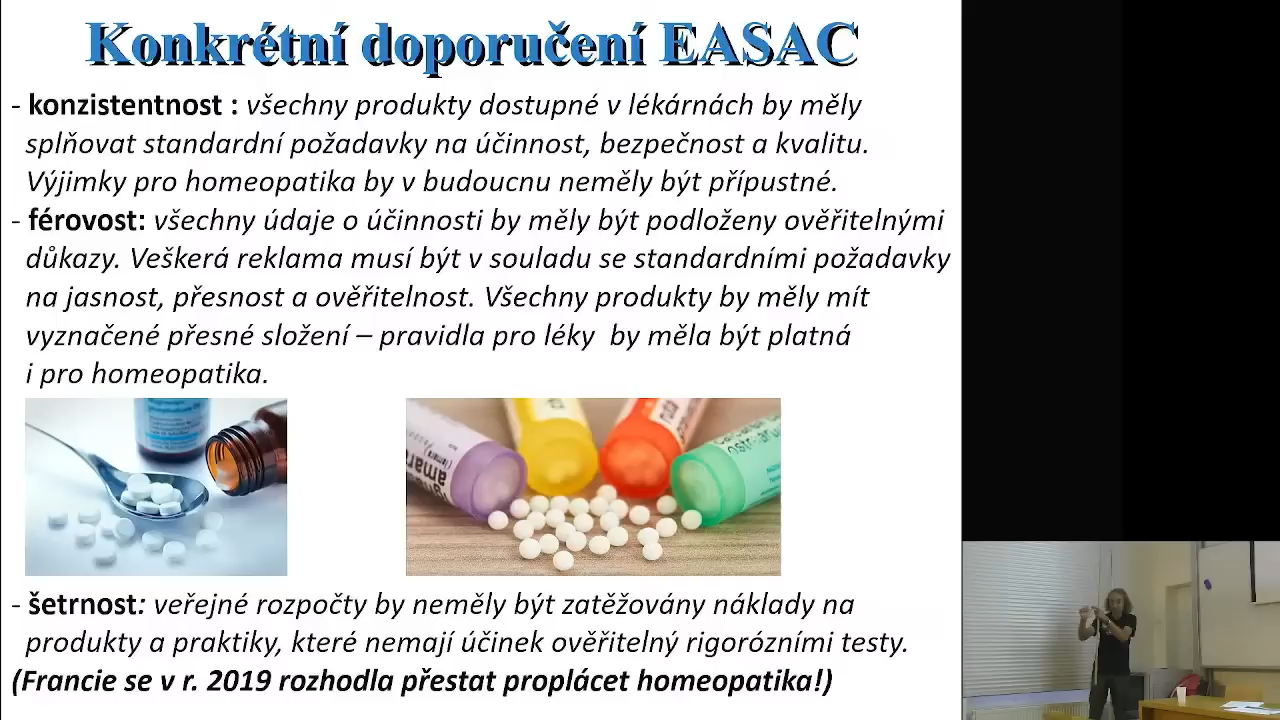 Konkrétní doporučení EASAC
- konzistentnost : všechny produkty dostupné v lékárnách by měly
splňovat standardní požadavky na účinnost, bezpečnost a kvalitu.
Výjimky pro homeopatika by v budoucnu neměly být přípustné.
- férovost: všechny údaje o účinnosti by měly být podloženy ověřitelnými
důkazy. Veškerá reklama musí být v souladu se standardními požadavky
na jasnost, přesnost a ověřitelnost. Všechny produkty by měly mít
vyznačené přesné složení – pravidla pro léky by měla být platná
i pro homeopatika.
- šetrnost: veřejné rozpočty by neměly být zatěžovány náklady na
produkty a praktiky, které nemají účinek ověřitelný rigorózními testy.
(Francie se v r. 2019 rozhodla přestat proplácet homeopatika!)